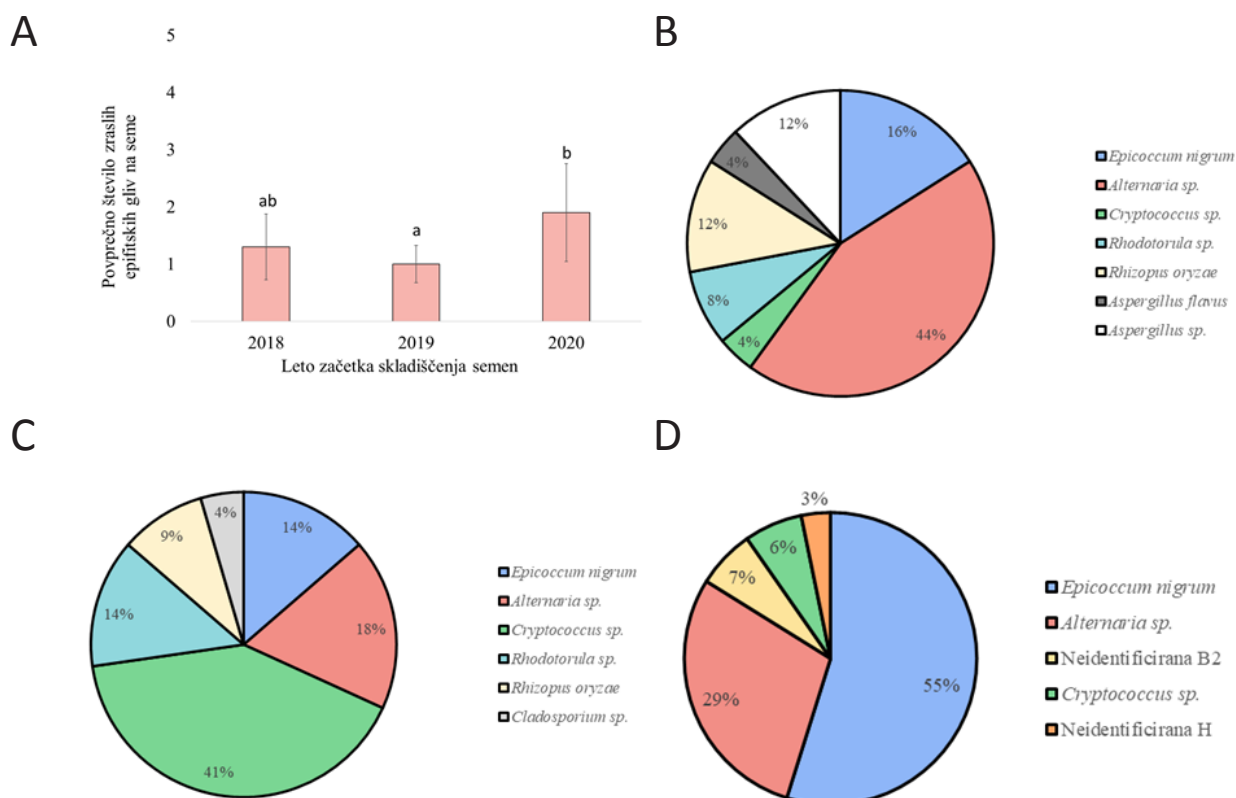 A
5
4
3
2
1
0
Povprečno število zraslih
epifitskih gliv na seme
ab
a
b
2018
2019
2020
Leto začetka skladiščenja semen
B
16%
44%
4%
8%
12%
4%
12%
Epicoccum nigrum
Alternaria sp.
Cryptococcus sp.
Rhodotorula sp.
Rhizopus oryzae
Aspergillus flavus
Aspergillus sp.
C
14%
18%
41%
14%
9%
4%
Epicoccum nigrum
Alternaria sp.
Cryptococcus sp.
Rhodotorula sp.
Rhizopus oryzae
Cladosporium sp.
D
55%
29%
7%
6%
3%
Epicoccum nigrum
Alternaria sp.
Neidentificirana B2
Cryptococcus sp.
Neidentificirana H